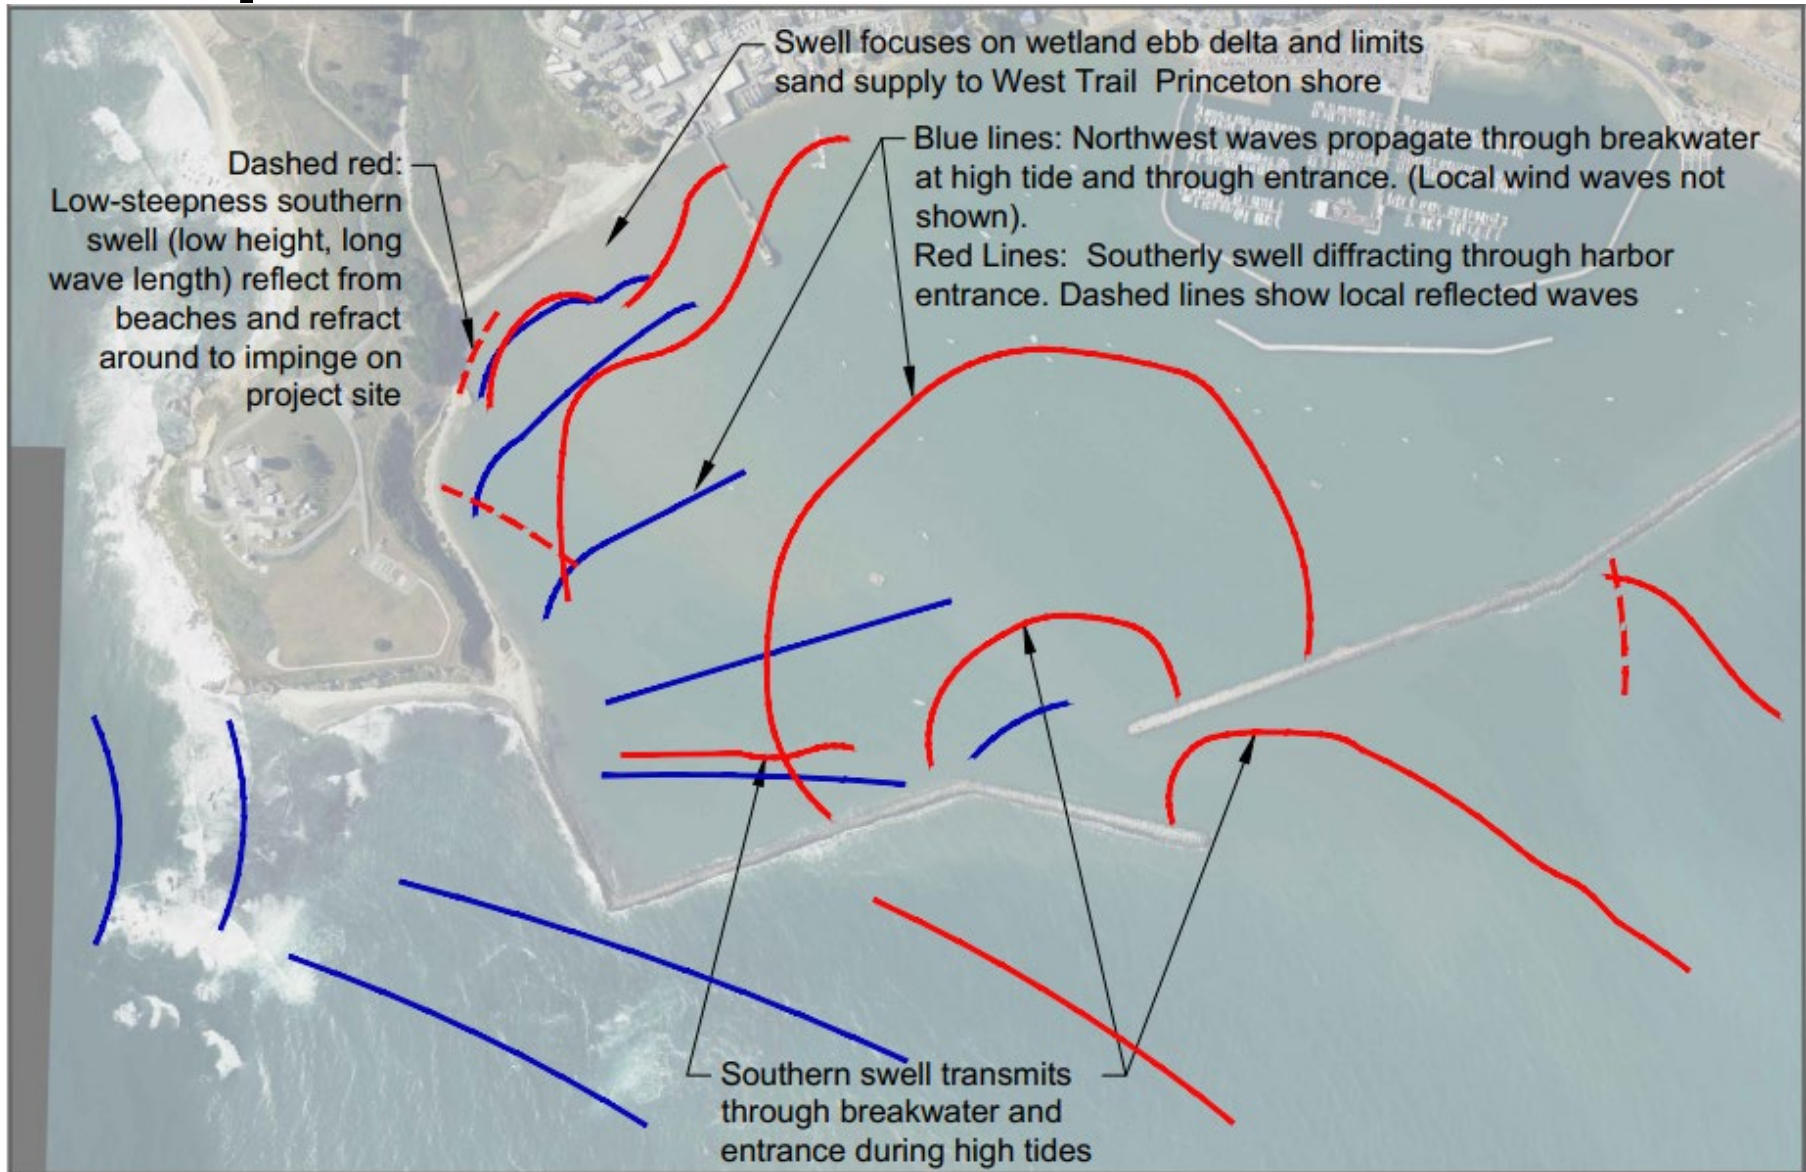 Swell focuses on wetland ebb delta and limits
sand supply to West Trail Princeton shore
Blue lines: Northwest waves propagate through breakwater
at high tide and through entrance. (Local wind waves not
shown).
Red Lines: Southerly swell diffracting through harbor
entrance. Dashed lines show local reflected waves
Dashed red:
Low-steepness southern
swell (low height, long
wave length) reflect from
beaches and refract
around to impinge on
project site
Southern swell transmits
through breakwater and
entrance during high tides